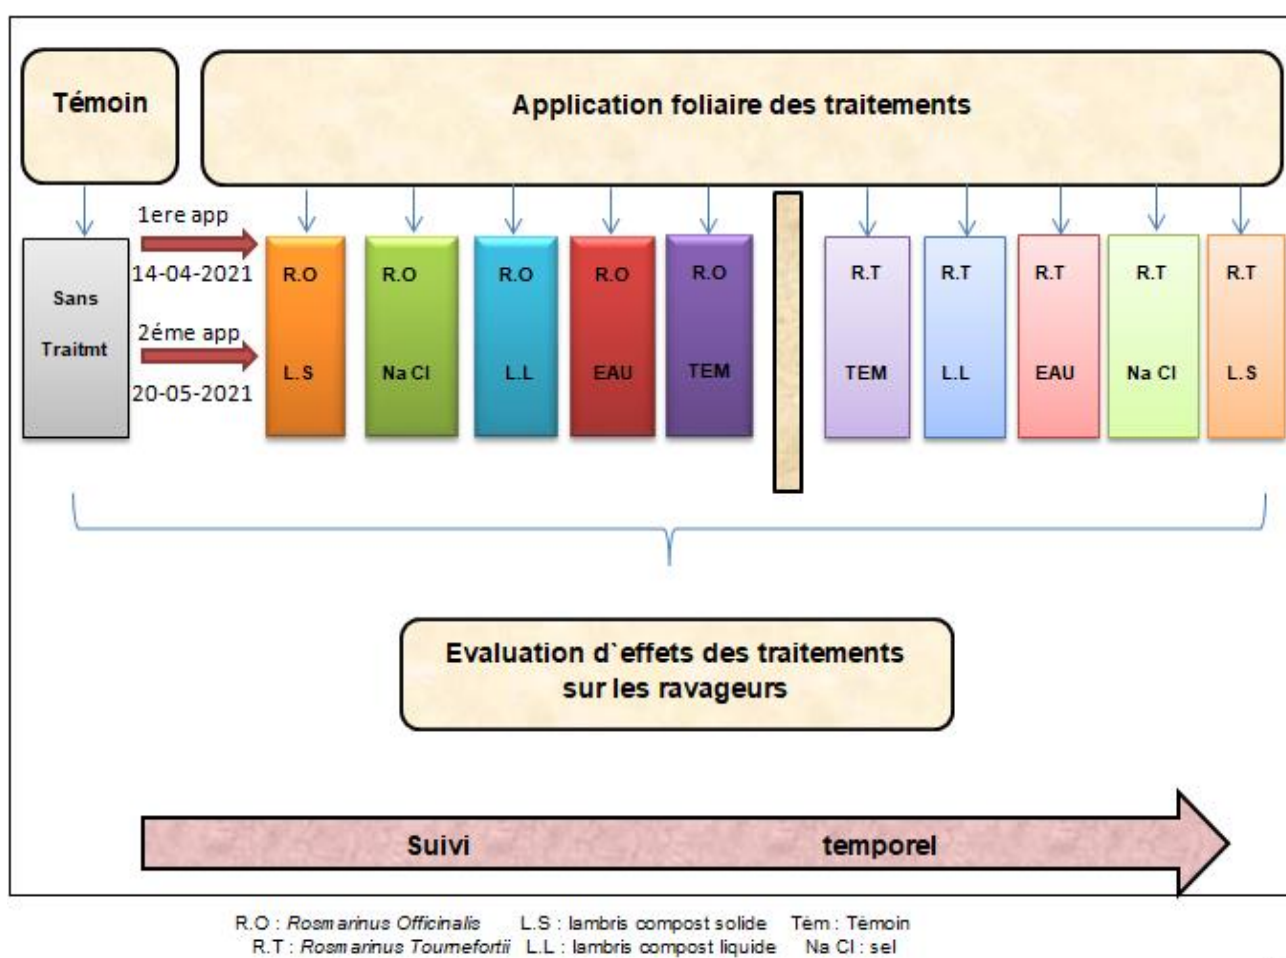 Témoin
Application foliaire des traitements
Sans
Traitmt
1ere app
14-04-2021
2éme app
20-05-2021
R.O R.O R.O R.O R.O R.T R.T R.T R.T R.T
L.S Na Cl L.L EAU TEM TEM L.L EAU Na Cl L.S
Evaluation d`effets des traitements
sur les ravageurs
Suivi temporel
R.O : Rosmarinus Officinalis L.S : lambris compost solide Tém : Témoin
R.T : Rosmarinus Tournefortii L.L : lambris compost liquide Na Cl : sel